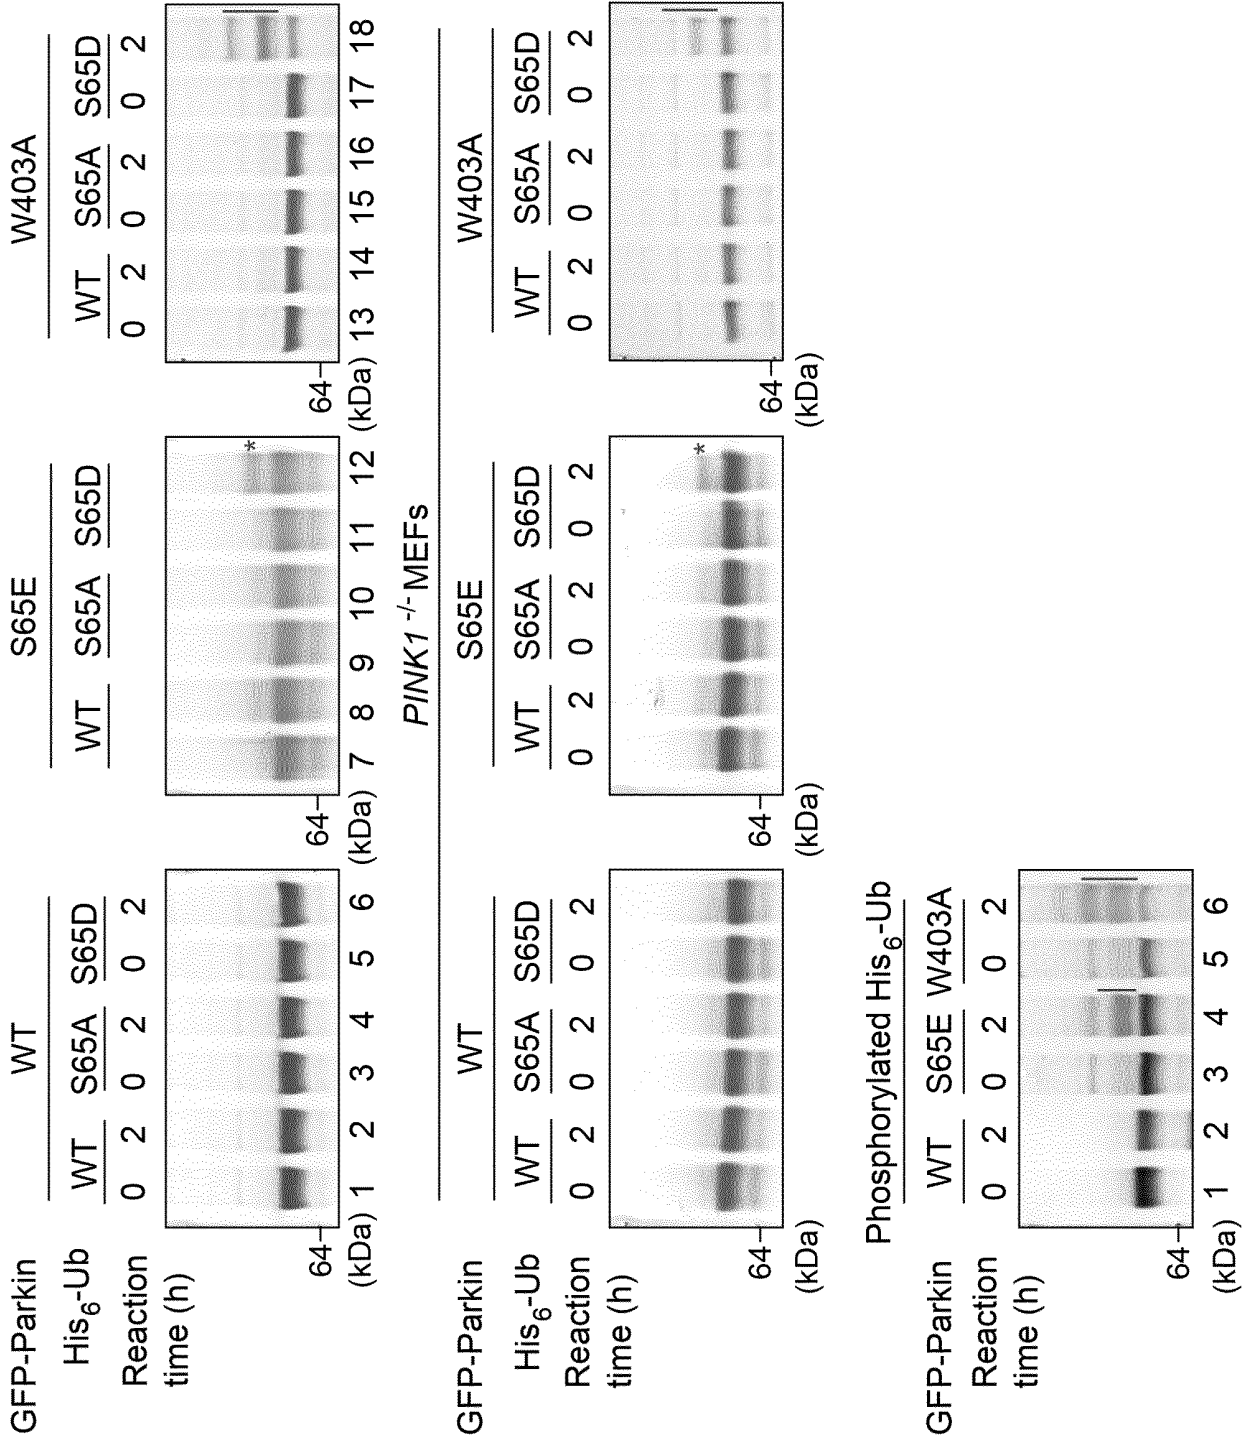 GFP-Parkin WT S65E W403A
His6-Ub WT S65A S65D WT S65A S65D WT S65A S65D
Reaction time (h) 0 2 0 2 0 2 0 2 0 2 0 2
*
64 64 64
(kDa) 1 2 3 4 5 6 (kDa) 7 8 9 10 11 12 (kDa) 13 14 15 16 17 18
PINK1 -/- MEFs
GFP-Parkin WT S65E W403A
His6-Ub WT S65A S65D WT S65A S65D WT S65A S65D
Reaction time (h) 0 2 0 2 0 2 0 2 0 2 0 2 0 2 0 2 0 2
*
64 64 64
(kDa) (kDa) (kDa)
Phosphorylated His6-Ub
GFP-Parkin WT S65E W403A
Reaction time (h) 0 2 0 2 0 2
64
(kDa) 1 2 3 4 5 6